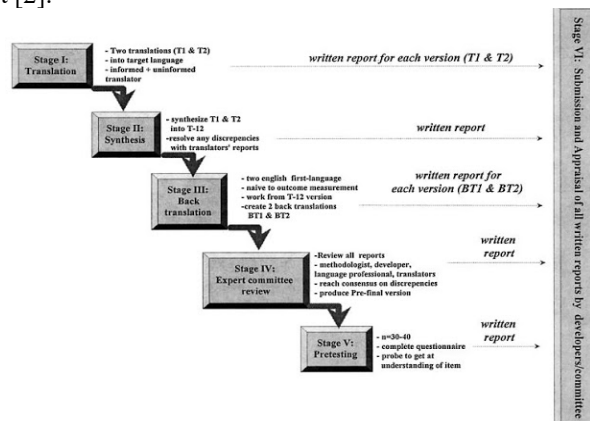 [2].
Stage I:
Translation
- Two translations (T1 & T2)
- into target language
- informed + uninformed
translator
written report for each version (T1 & T2)
Stage II:
Synthesis
- synthesize T1 & T2
into T-12
-resolve any discrepencies
with translators' reports
written report
Stage III:
Back
translation
- two english first-language
- naive to outcome measurement
- work from T-12 version
-create 2 back translations
BT1 & BT2
written report for
each version (BT1 & BT2)
Stage IV:
Expert committee
review
-Review all reports
- methodologist, developer,
language professional, translators
- reach consensus on discrepencies
- produce Pre-final version
written
report
Stage V:
Pretesting
- n=30-40
- complete questionnaire
- probe to get at
understanding of item
written
report
Stage VI: Submission and Appraisal of all written reports by developers/committee